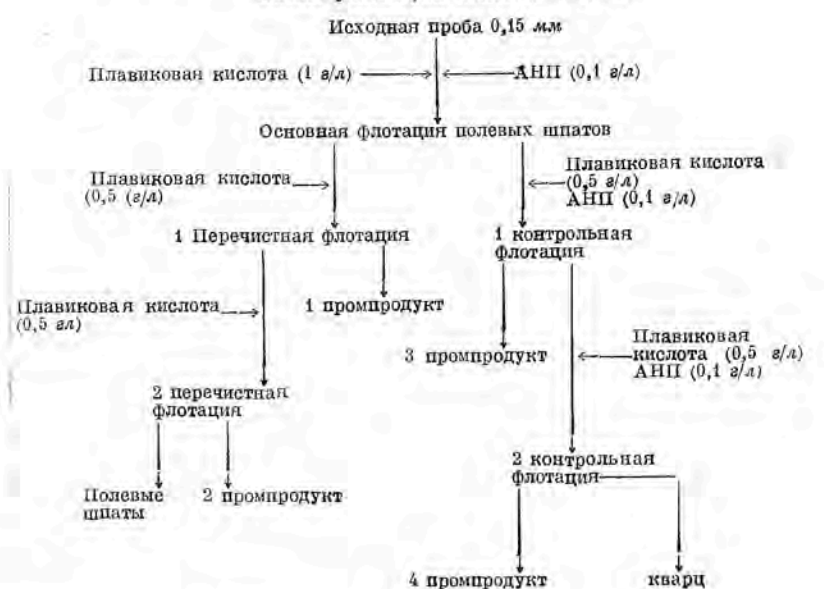 Исходная проба 0,15 мм
Плавиковая кислота (1 г/л)
АНП (0,1 г/л)
Основная флотация полевых шпатов
Плавиковая кислота
(0,5 (г/л)
Плавиковая кислота
(0,5 г/л)
АНП (0,1 г/л)
1 Перечистная флотация
1 контрольная
флотация
Плавиковая кислота
(0,5 гл)
1 промпродукт
3 промпродукт
Плавиковая
кислота (0,5 г/л)
АНП (0,1 г/л)
2 перечистная
флотация
2 контрольная
флотация
Полевые
шпаты
2 промпродукт
4 промпродукт
кварц